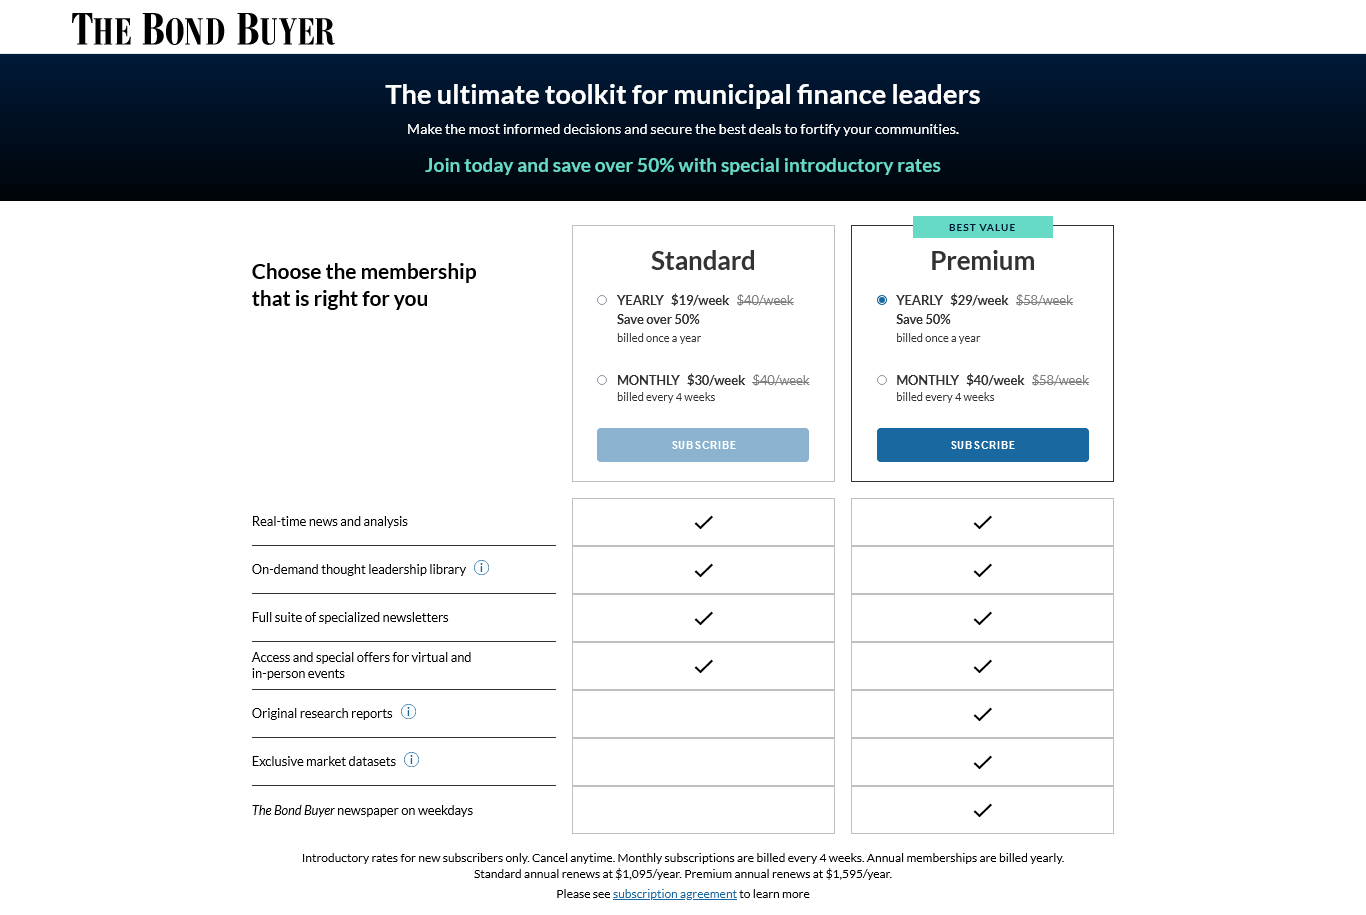 THE BOND BUYER
The ultimate toolkit for municipal finance leaders
Make the most informed decisions and secure the best deals to fortify your communities.
Join today and save over 50% with special introductory rates
Choose the membership
that is right for you
Standard
YEARLY $19/week $40/week
Save over 50%
billed once a year
MONTHLY $30/week $40/week
billed every 4 weeks
SUBSCRIBE
BEST VALUE
Premium
YEARLY $29/week $58/week
Save 50%
billed once a year
MONTHLY $40/week $58/week
billed every 4 weeks
SUBSCRIBE
Real-time news and analysis
On-demand thought leadership library
Full suite of specialized newsletters
Access and special offers for virtual and
in-person events
Original research reports
Exclusive market datasets
The Bond Buyer newspaper on weekdays
Introductory rates for new subscribers only. Cancel anytime. Monthly subscriptions are billed every 4 weeks. Annual memberships are billed yearly.
Standard annual renews at $1,095/year. Premium annual renews at $1,595/year.
Please see subscription agreement to learn more